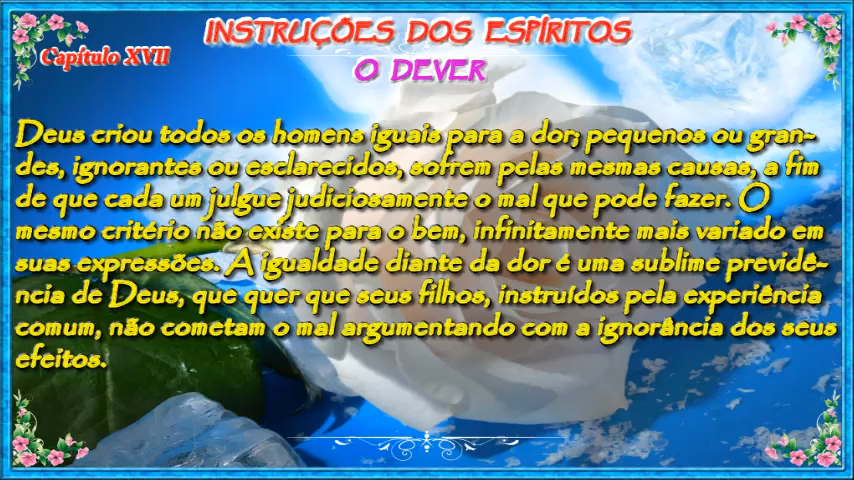 INSTRUÇÕES DOS ESPÍRITOS
Capítulo XVII
O DEVER
Deus criou todos os homens iguais para a dor; pequenos ou gran-
des, ignorantes ou esclarecidos, sofrem pelas mesmas causas, a fim
de que cada um julgue judiciosamente o mal que pode fazer. O
mesmo critério não existe para o bem, infinitamente mais variado em
suas expressões. A igualdade diante da dor é uma sublime previdê-
ncia de Deus, que quer que seus filhos, instruídos pela experiência
comum, não cometam o mal argumentando com a ignorância dos seus
efeitos.